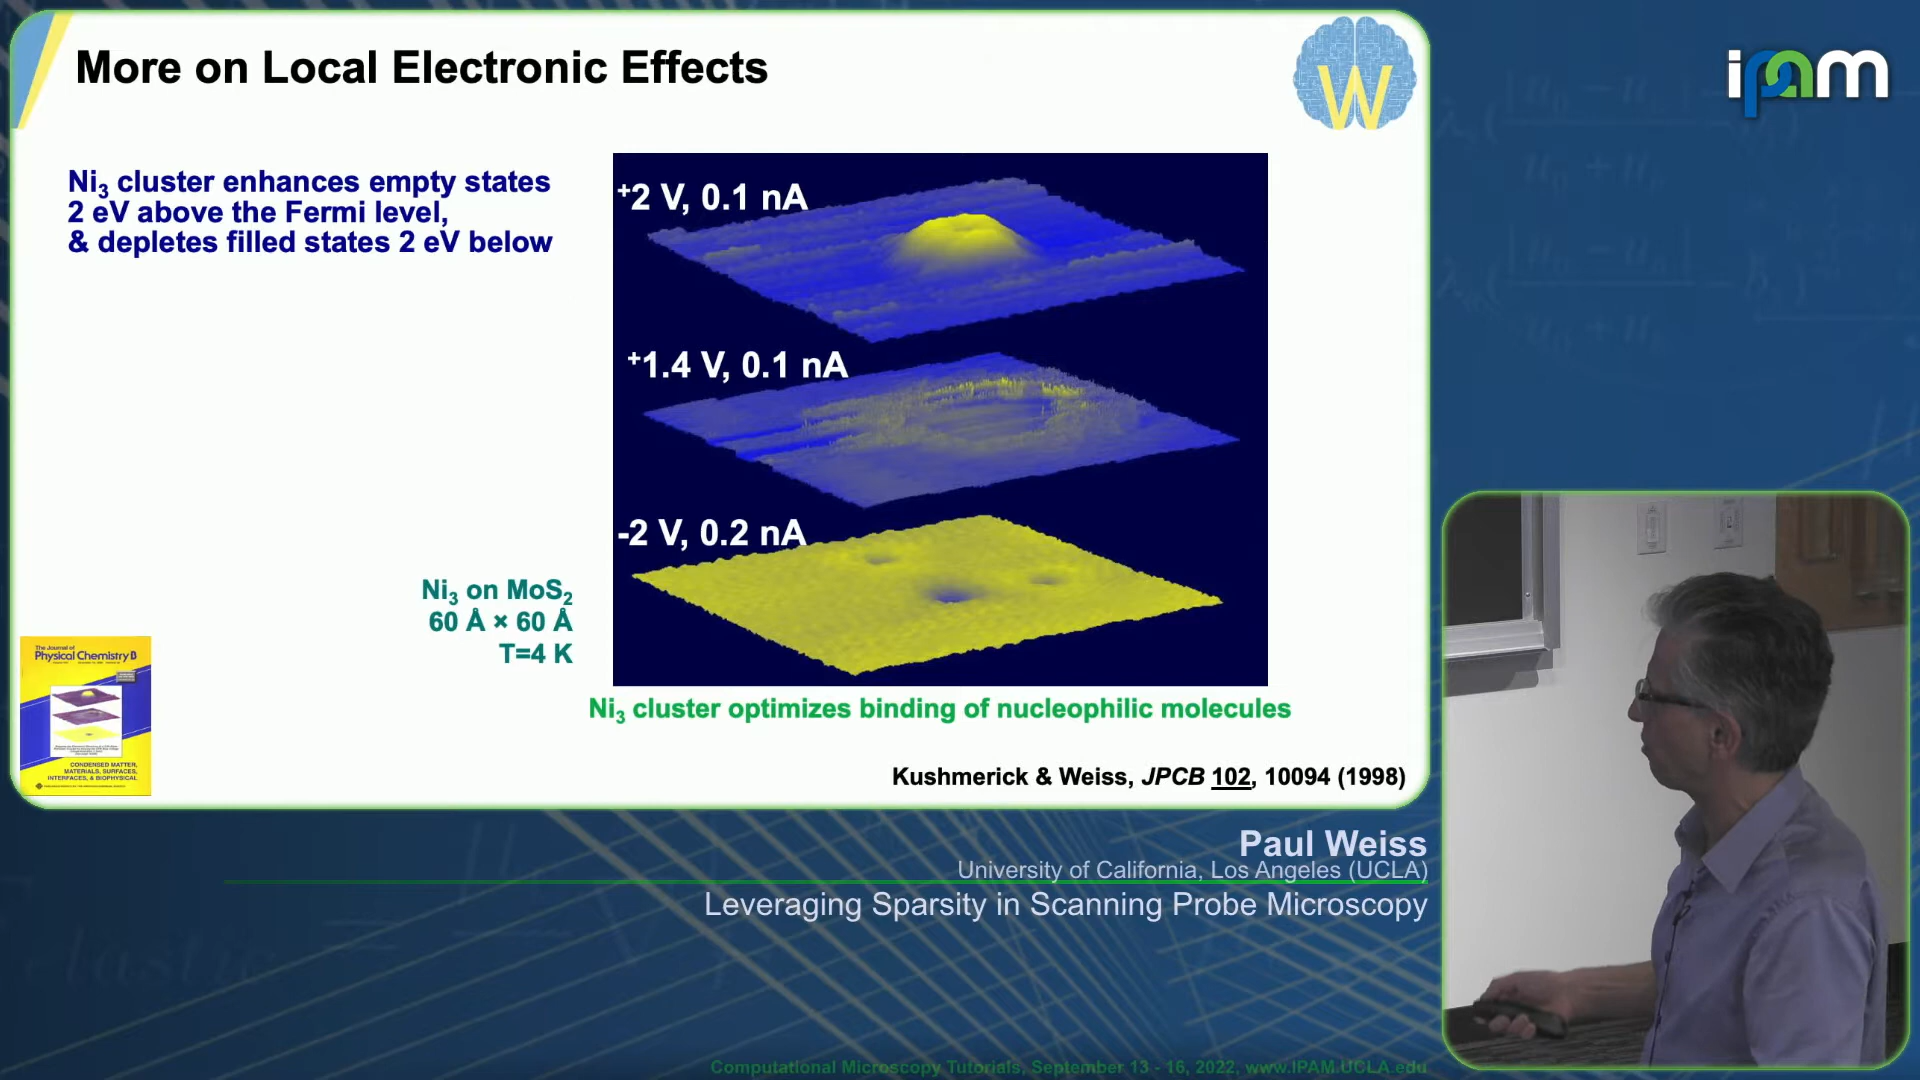 More on Local Electronic Effects
W
ipam
Ni₃ cluster enhances empty states
2 eV above the Fermi level,
& depletes filled states 2 eV below
⁺2 V, 0.1 nA
⁺1.4 V, 0.1 nA
-2 V, 0.2 nA
Ni₃ on MoS₂
60 Å × 60 Å
T=4 K
The Journal of
Physical Chemistry B
CONDENSED MATTER,
MATERIALS, SURFACES,
INTERFACES, & BIOPHYSICAL
Ni₃ cluster optimizes binding of nucleophilic molecules
Kushmerick & Weiss, JPCB 102, 10094 (1998)
Paul Weiss
University of California, Los Angeles (UCLA)
Leveraging Sparsity in Scanning Probe Microscopy
Computational Microscopy Tutorials, September 13 - 16, 2022, www.IPAM.UCLA.edu